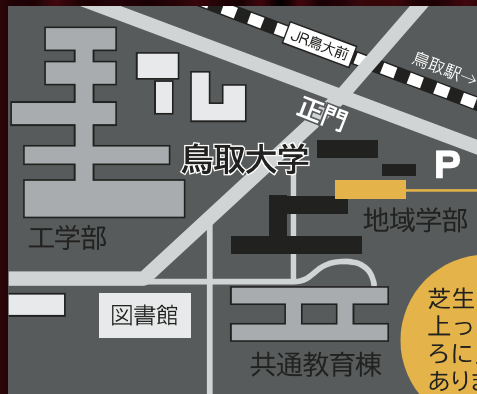 JR鳥大前
鳥取駅→
正門
鳥取大学
P
地域学部
工学部
図書館
共通教育棟
芝生
上っ
ろに
あり